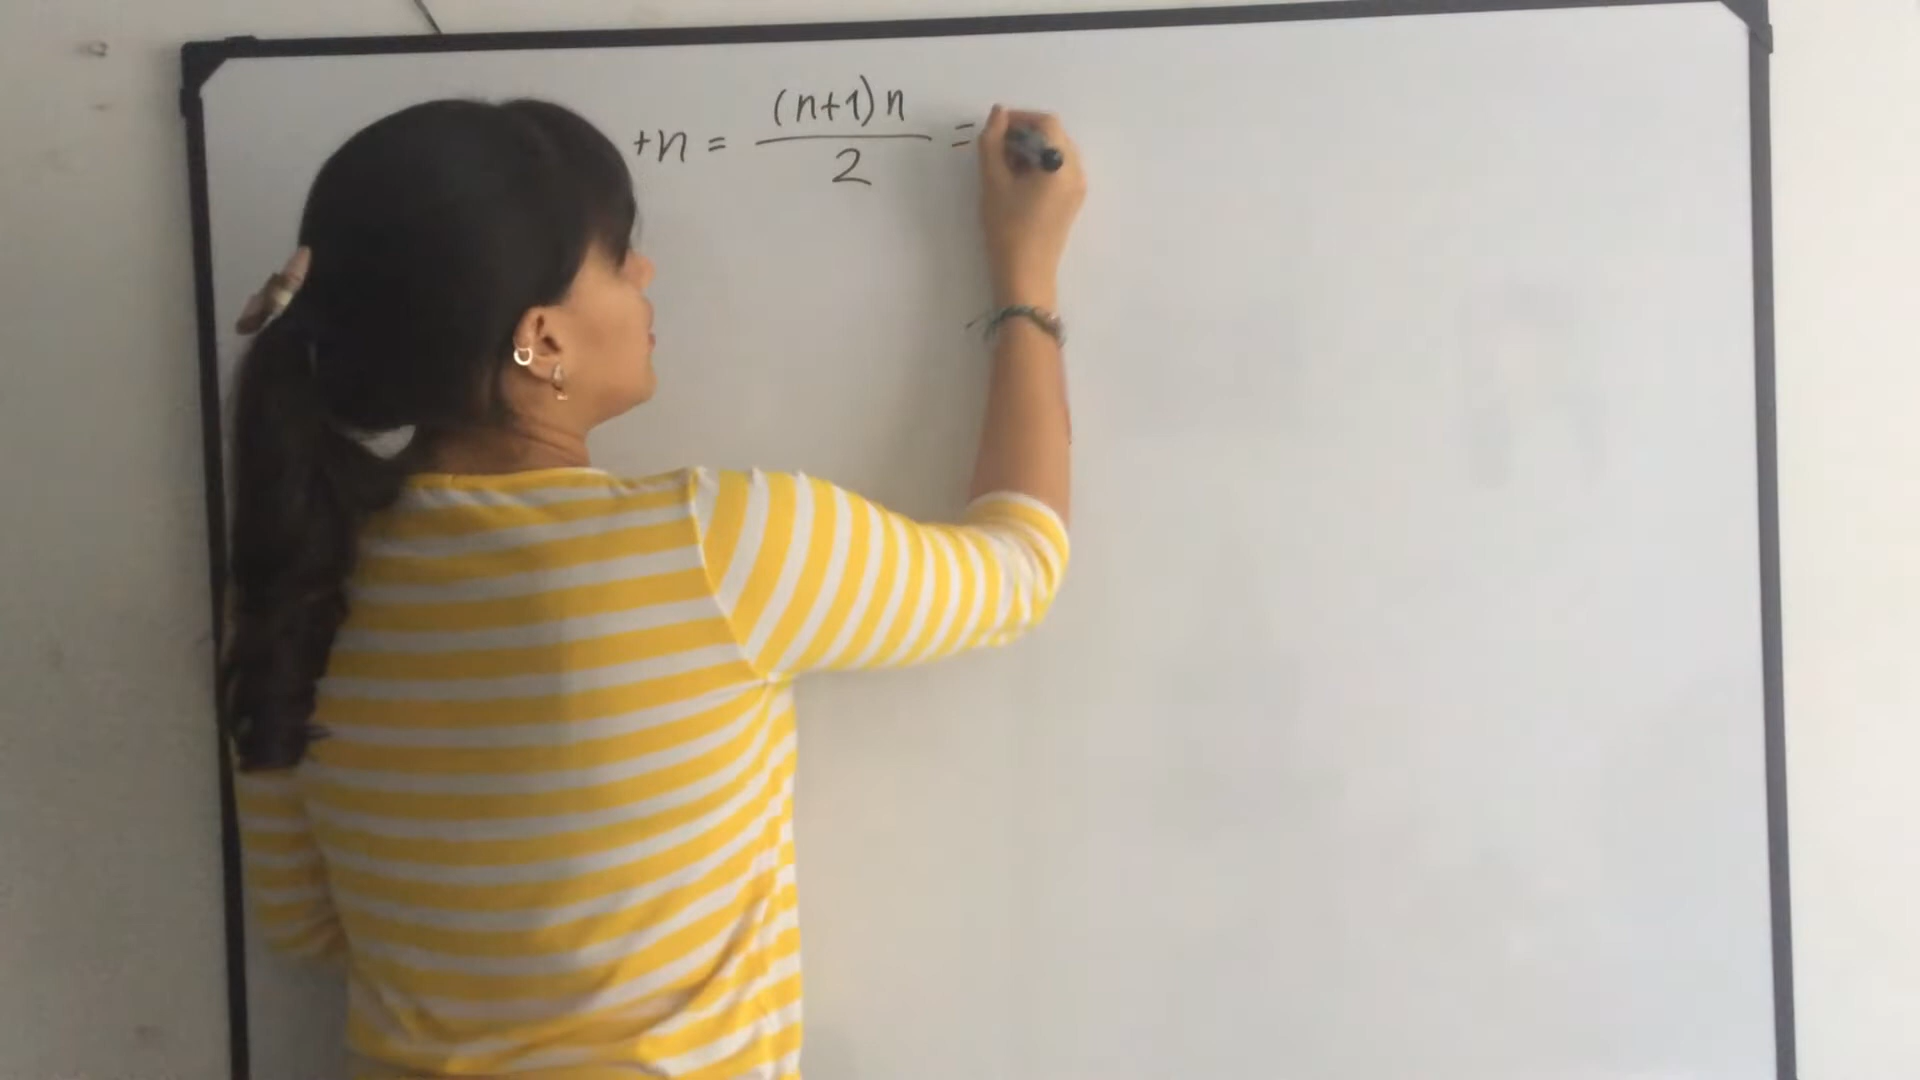 +n = (n+1)n / 2 =